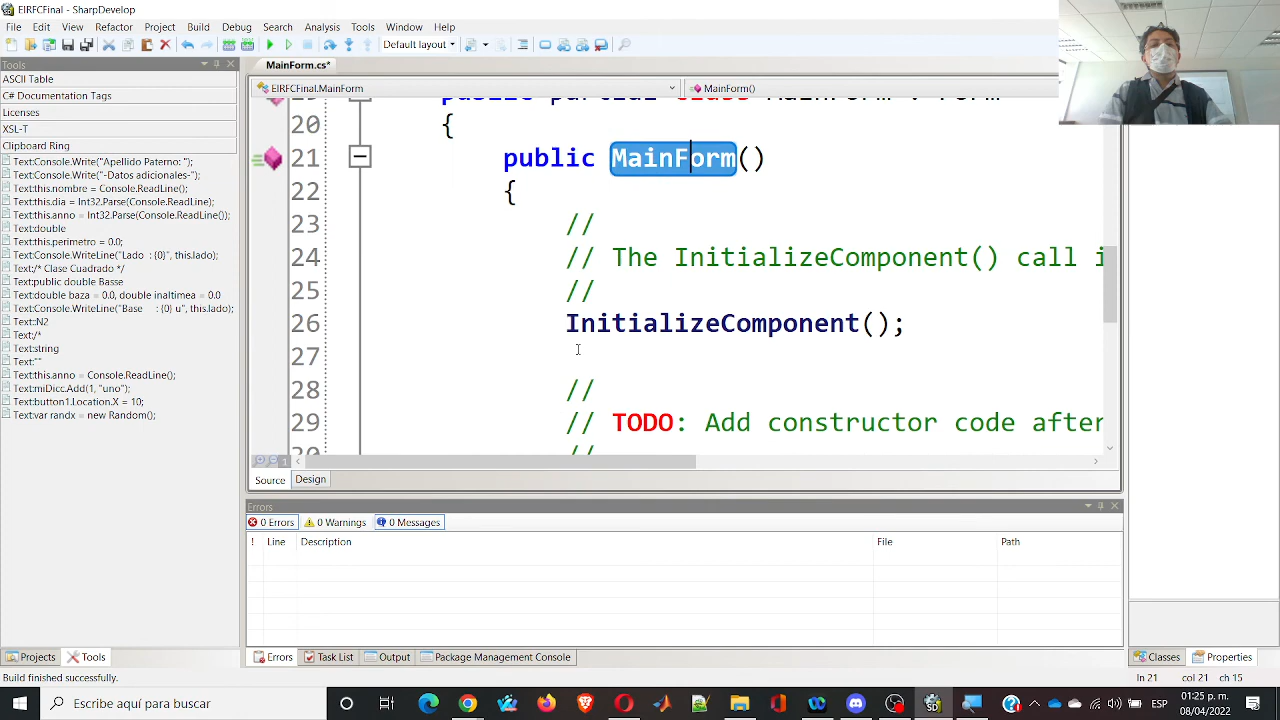 EIRFCFinal - SharpDevelop
File Edit View Build Debug Search Analysis Tools Window Help
Default layout
Tools
ASCII Table
C# Documentation Tags
Licenses
XSL-T
Clipboard Ring
Text:Console.Write("Apellido Paterno: ");
Text:Console.Write("-Datos adicionales-");
Text:this.nombre = Console.ReadLine();
Text:this.dia = Int32.Parse(Console.ReadLine());
Text:this.anno = Int32.Parse(Console.ReadLine());
Text:double
Text:this.perimetro = 0.0;
Text:Console.WriteLine("Lado : {0}", this.lado);
Text:/* Clase Cuadrado */
Text:public double Basse
Text:double baza = 0.0, double inaltimea = 0.0
Text:Console.WriteLine("Base : {0} u", this.lado);
Text:N2
Text:/*
Text:string
Text:""
Text:this.anno = Console.ReadLine();
Text:miDicc.Add(1, "uno");
Text:button1.Location.X = 10;
Text:var randx = new Random();
Projects Tools
MainForm.cs*
EIRFCFinal.MainForm MainForm()
19 public partial class MainForm : Form
20 {
21 public MainForm()
22 {
23 //
24 // The InitializeComponent() call i
25 //
26 InitializeComponent();
27
28 //
29 // TODO: Add constructor code after
30 //
Source Design
Errors
0 Errors 0 Warnings 0 Messages
! Line Description File Path
Errors Task List Output Package Management Console
Classes Properties
Build finished successfully.
Ln 21 col 21 ch 15
Escribe aquí para buscar
ESP
01:25 p. m.
08/04/2022